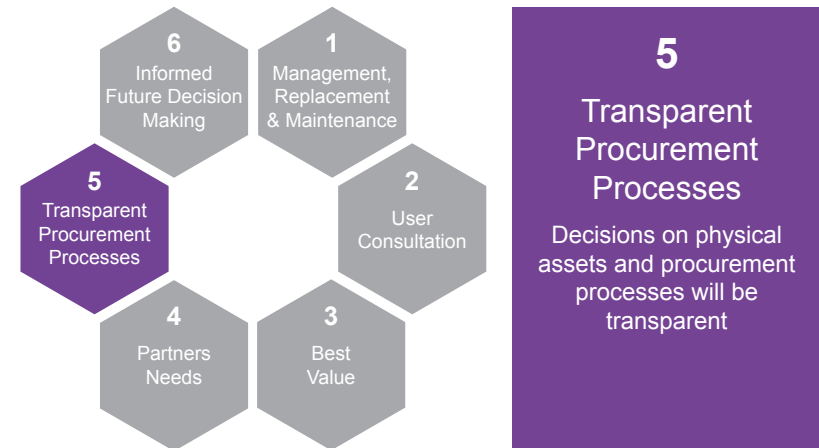 6
Informed
Future Decision
Making
1
Management,
Replacement
& Maintenance
5
Transparent
Procurement
Processes
2
User
Consultation
4
Partners
Needs
3
Best
Value
5
Transparent
Procurement
Processes
Decisions on physical
assets and procurement
processes will be
transparent